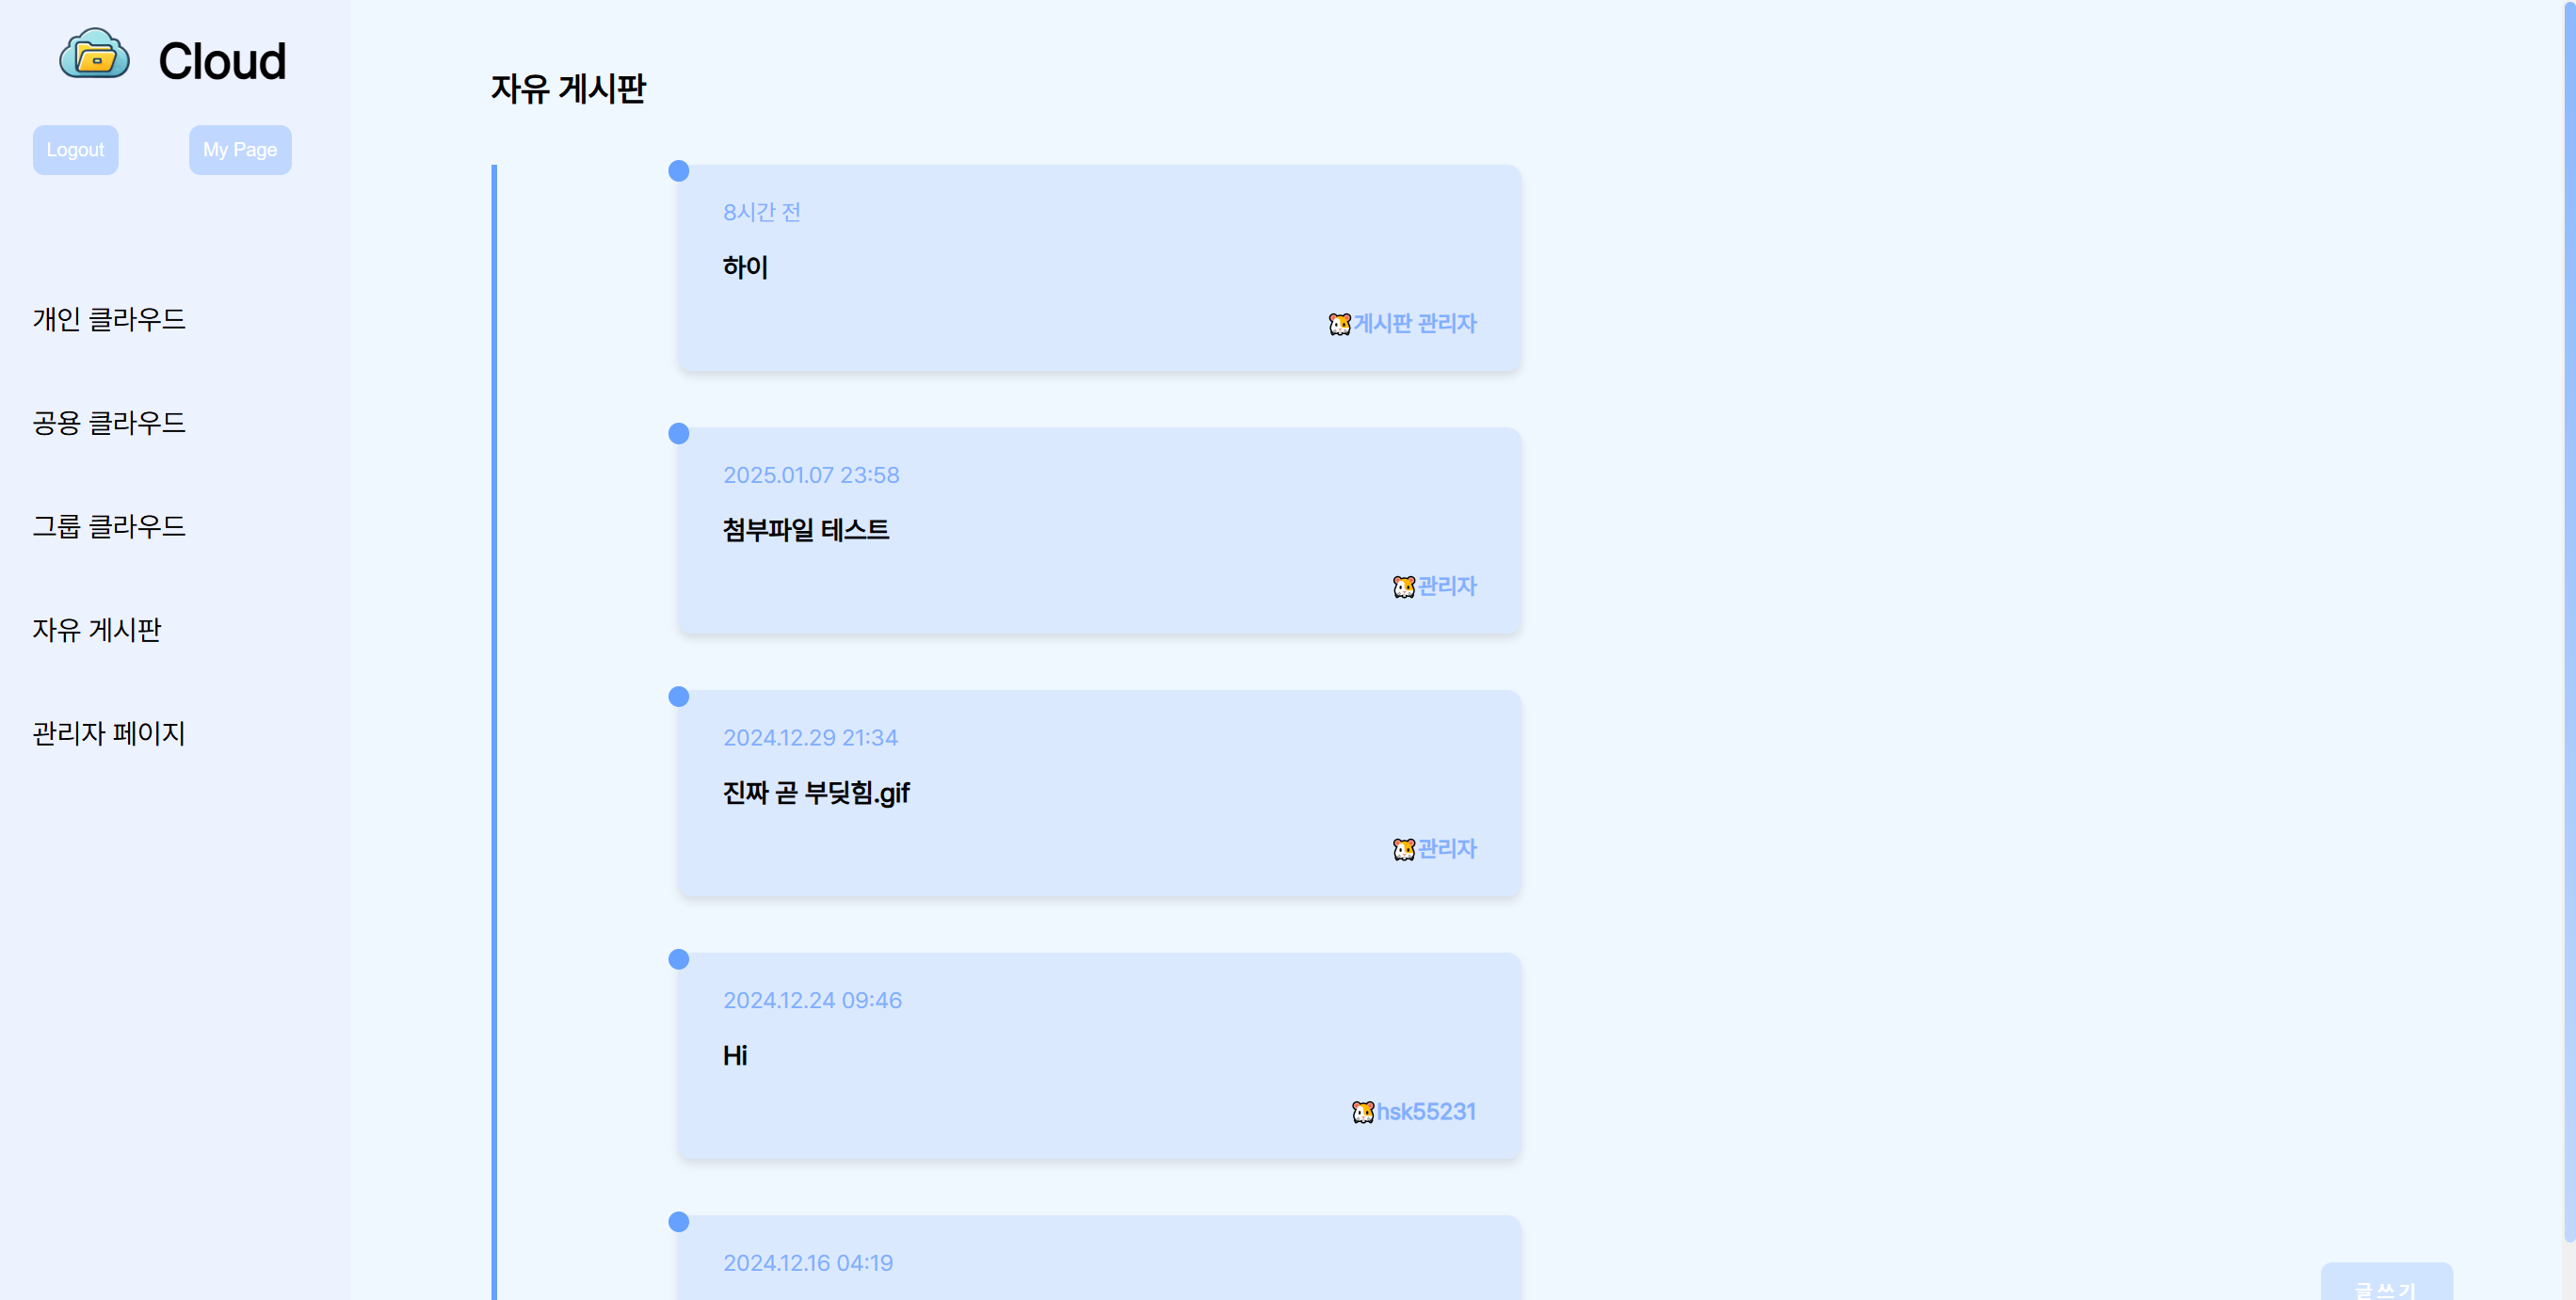 Cloud
Logout
My Page
개인 클라우드
공용 클라우드
그룹 클라우드
자유 게시판
관리자 페이지
자유 게시판
8시간 전
하이
게시판 관리자
2025.01.07 23:58
첨부파일 테스트
관리자
2024.12.29 21:34
진짜 곧 부딪힘.gif
관리자
2024.12.24 09:46
Hi
hsk55231
2024.12.16 04:19
글쓰기